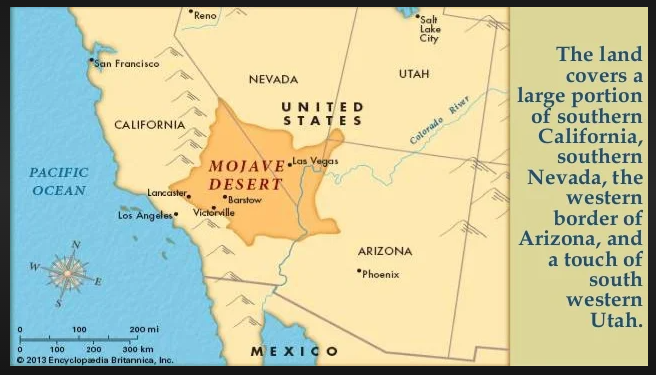 Reno
Salt
Lake
City
San Francisco
NEVADA
UTAH
UNITED
STATES
Colorado River
CALIFORNIA
MOJAVE
DESERT
Las Vegas
PACIFIC
OCEAN
Lancaster
Barstow
Victorville
Los Angeles
ARIZONA
Phoenix
N
W
E
S
0 100 200 mi
0 100 200 300 km
© 2013 Encyclopædia Britannica, Inc.
MEXICO
The land
covers a
large portion
of southern
California,
southern
Nevada, the
western
border of
Arizona, and
a touch of
south
western
Utah.